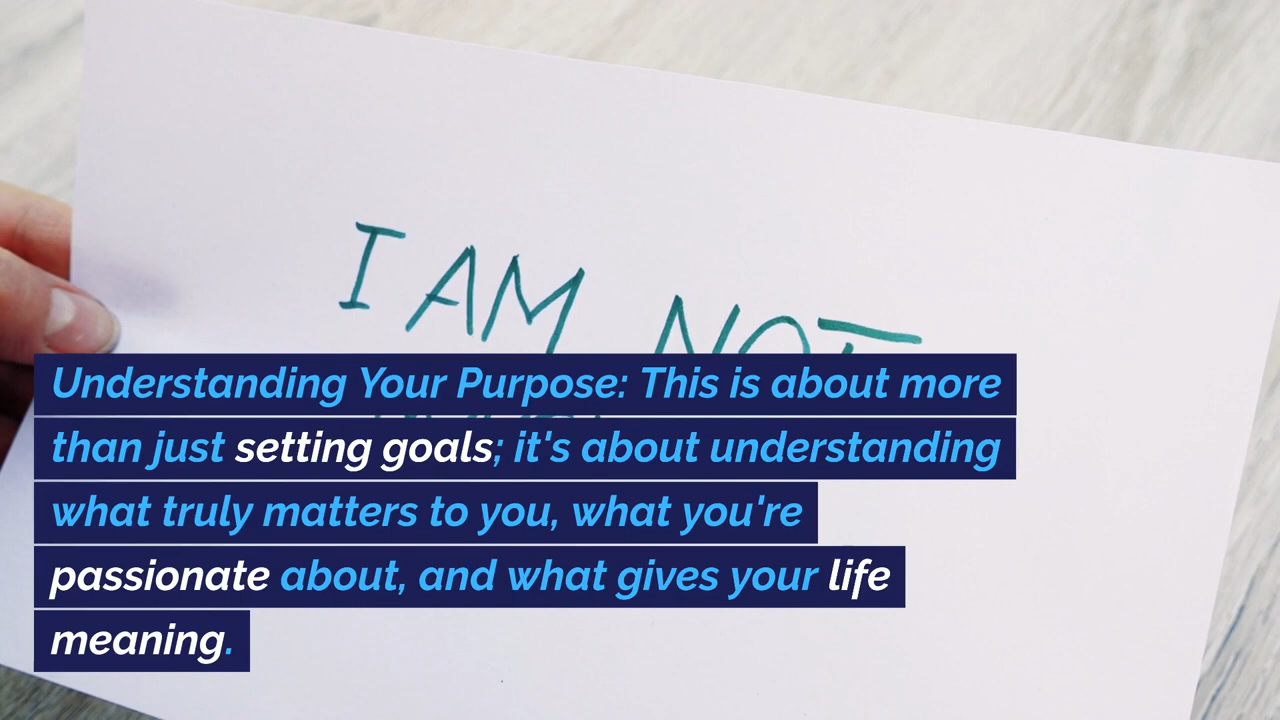 I AM NOT
Understanding Your Purpose: This is about more
than just setting goals; it's about understanding
what truly matters to you, what you're
passionate about, and what gives your life
meaning.